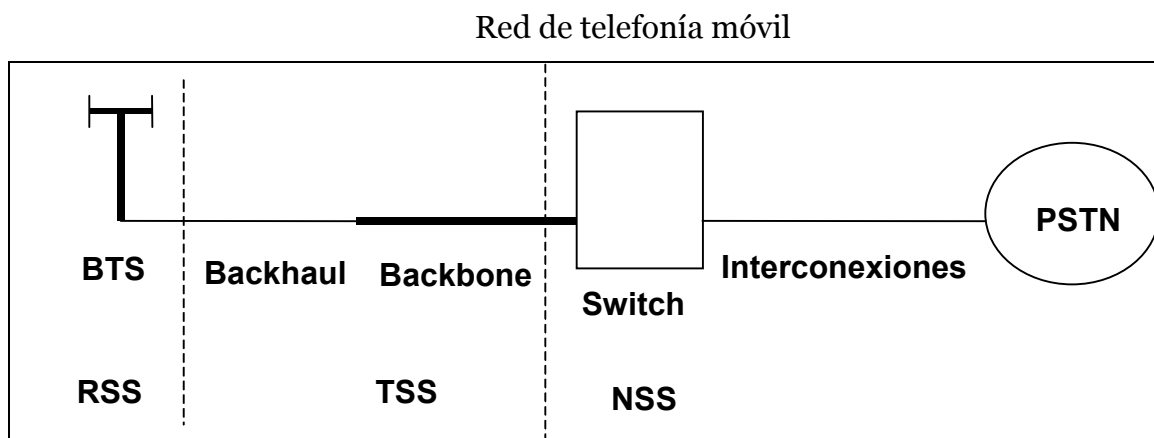 Red de telefonía móvil
PSTN
BTS
Backhaul
Backbone
Interconexiones
Switch
RSS
TSS
NSS